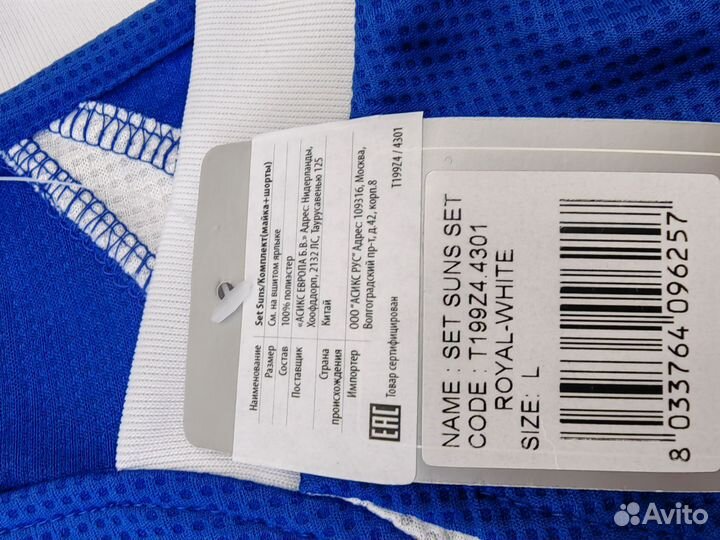 Наименование Set Suns/Комплект(майка+шорты)
Размер См. на вшитом ярлыке
Состав 100% полиэстер
Поставщик «АСИКС ЕВРОПА Б. В.» Адрес: Нидерланды,
Хооффдорп, 2132 ЛС, Таурусавенью 125
Страна происхождения Китай
Импортер ООО "АСИКС РУС" Адрес: 109316, Москва,
Волгоградский пр-т, д.42, корп.8
EAC
Товар сертифицирован
T199Z4 / 4301
NAME : SET SUNS SET
CODE : T199Z4.4301
ROYAL-WHITE
SIZE: L
8 033764 096257
Avito